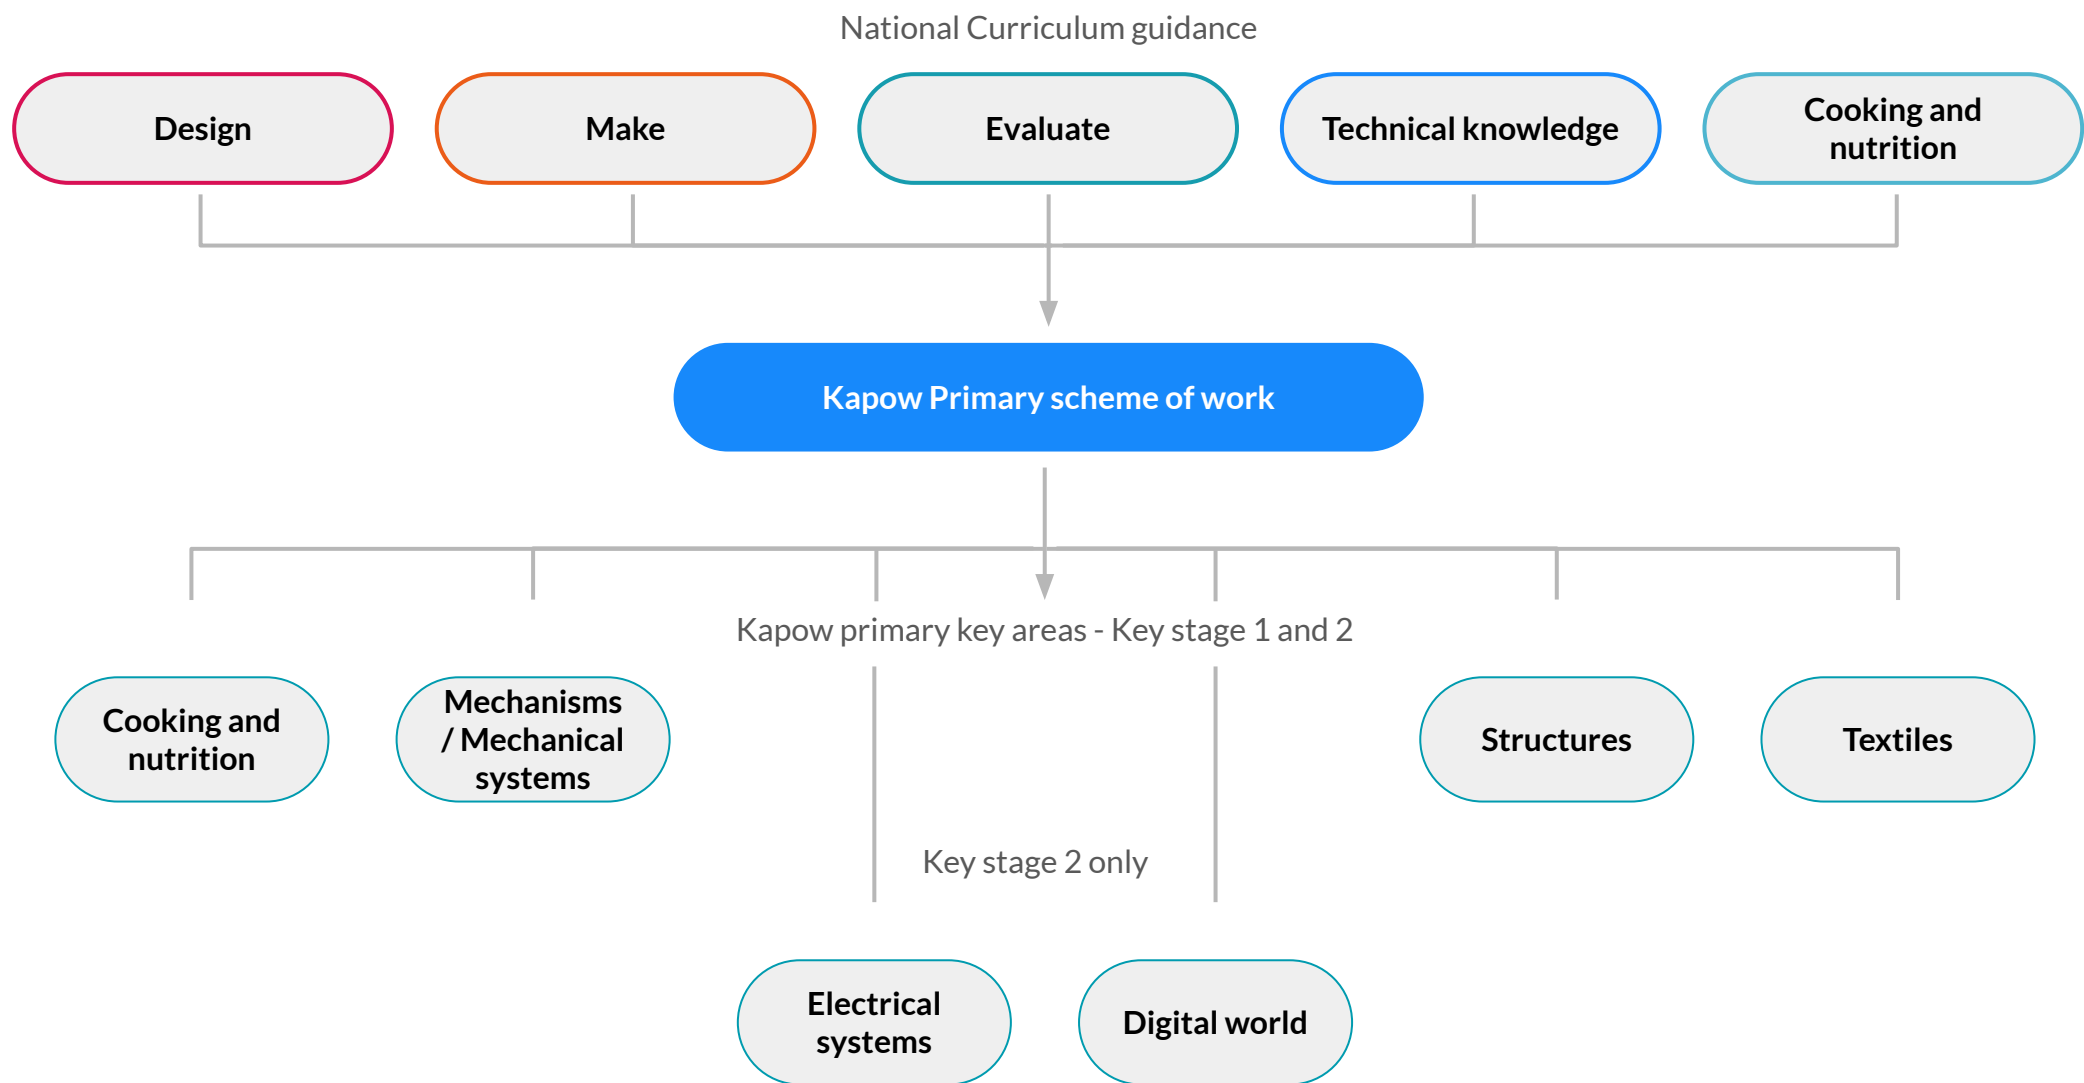 National Curriculum guidance
Design
Make
Evaluate
Technical knowledge
Cooking and
nutrition
Kapow Primary scheme of work
Kapow primary key areas - Key stage 1 and 2
Cooking and
nutrition
Mechanisms
/ Mechanical
systems
Structures
Textiles
Key stage 2 only
Electrical
systems
Digital world